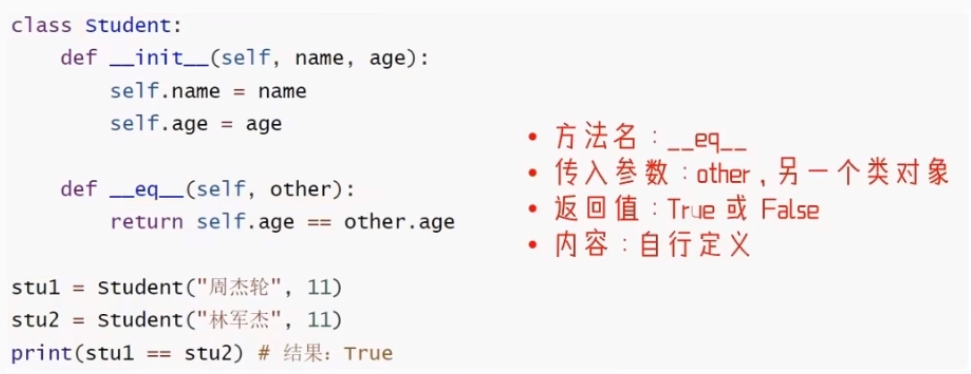 class Student:
    def __init__(self, name, age):
        self.name = name
        self.age = age
    def __eq__(self, other):
        return self.age == other.age
stu1 = Student("周杰轮", 11)
stu2 = Student("林军杰", 11)
print(stu1 == stu2) # 结果：True
• 方法名：__eq__
• 传入参数：other，另一个类对象
• 返回值：True 或 False
• 内容：自行定义